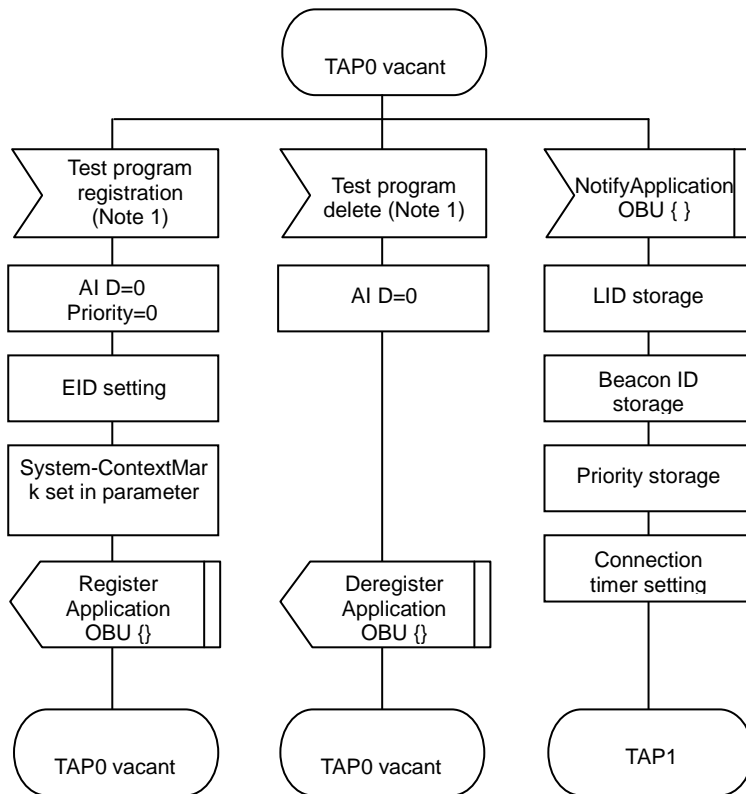 TAP0 vacant
Test program
registration
(Note 1)
AI D=0
Priority=0
EID setting
System-ContextMar
k set in parameter
Register
Application
OBU {}
TAP0 vacant
Test program
delete (Note 1)
AI D=0
Deregister
Application
OBU {}
TAP0 vacant
NotifyApplication
OBU { }
LID storage
Beacon ID
storage
Priority storage
Connection
timer setting
TAP1